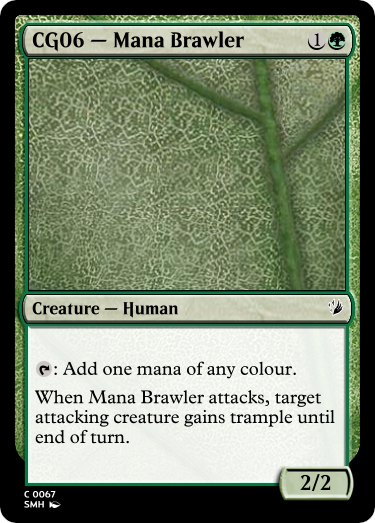 CG06 — Mana Brawler 1
Creature — Human
: Add one mana of any colour.
When Mana Brawler attacks, target
attacking creature gains trample until
end of turn.
2/2
C 0067
SMH